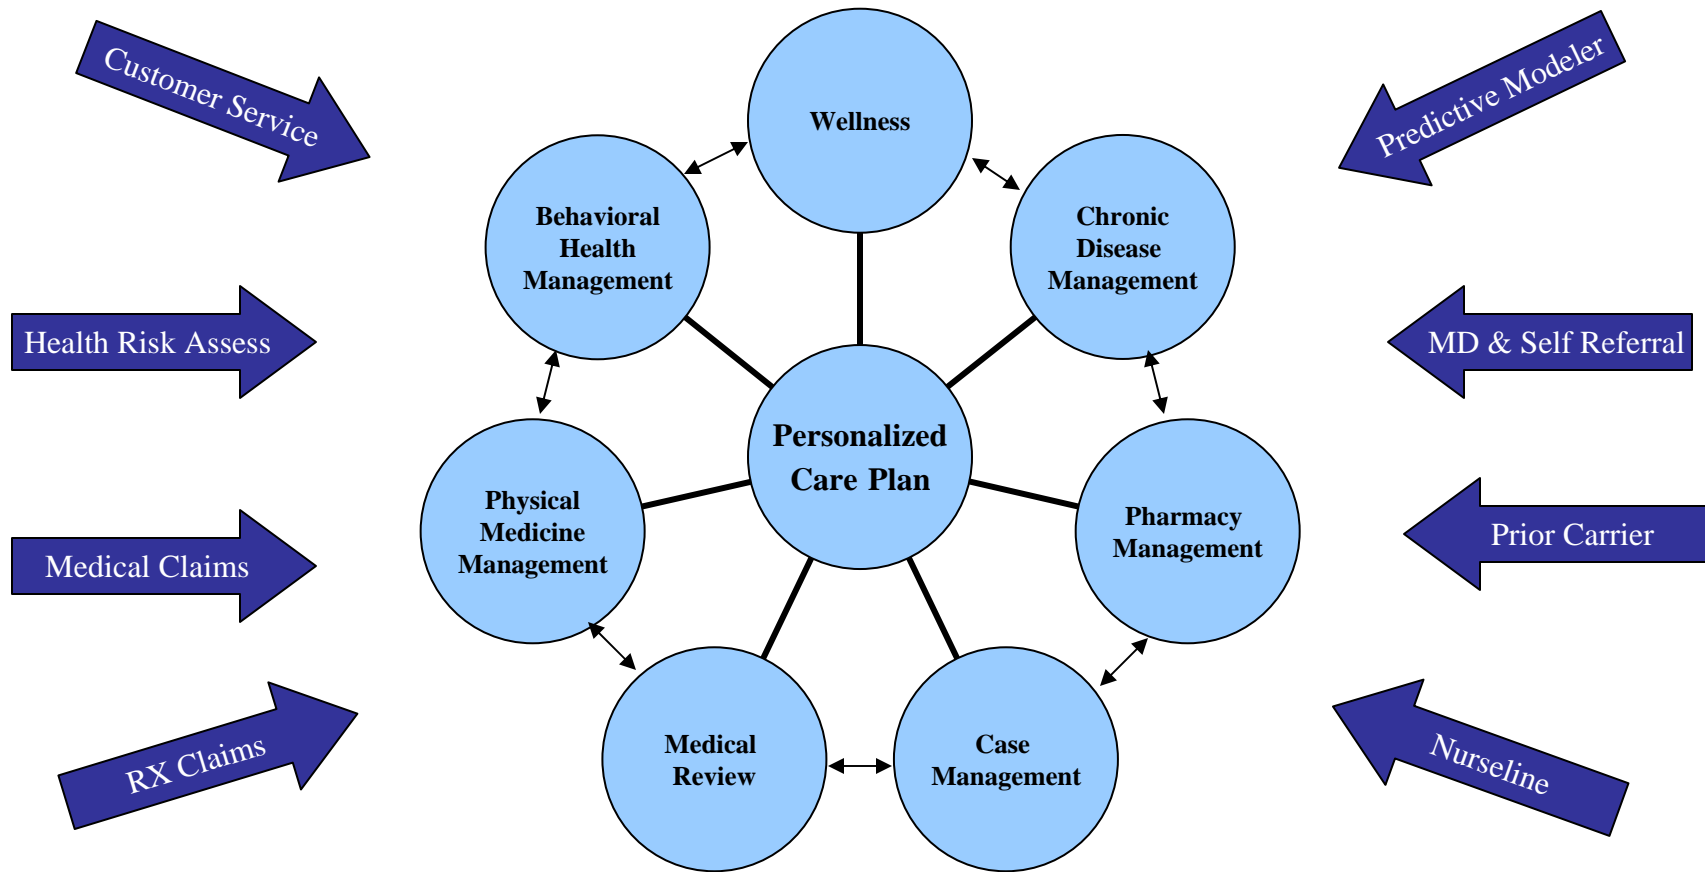 Customer Service
Predictive Modeler
Wellness
Behavioral
Health
Management
Chronic
Disease
Management
Health Risk Assess
MD & Self Referral
Personalized
Care Plan
Physical
Medicine
Management
Pharmacy
Management
Medical Claims
Prior Carrier
RX Claims
Medical
Review
Case
Management
Nurseline